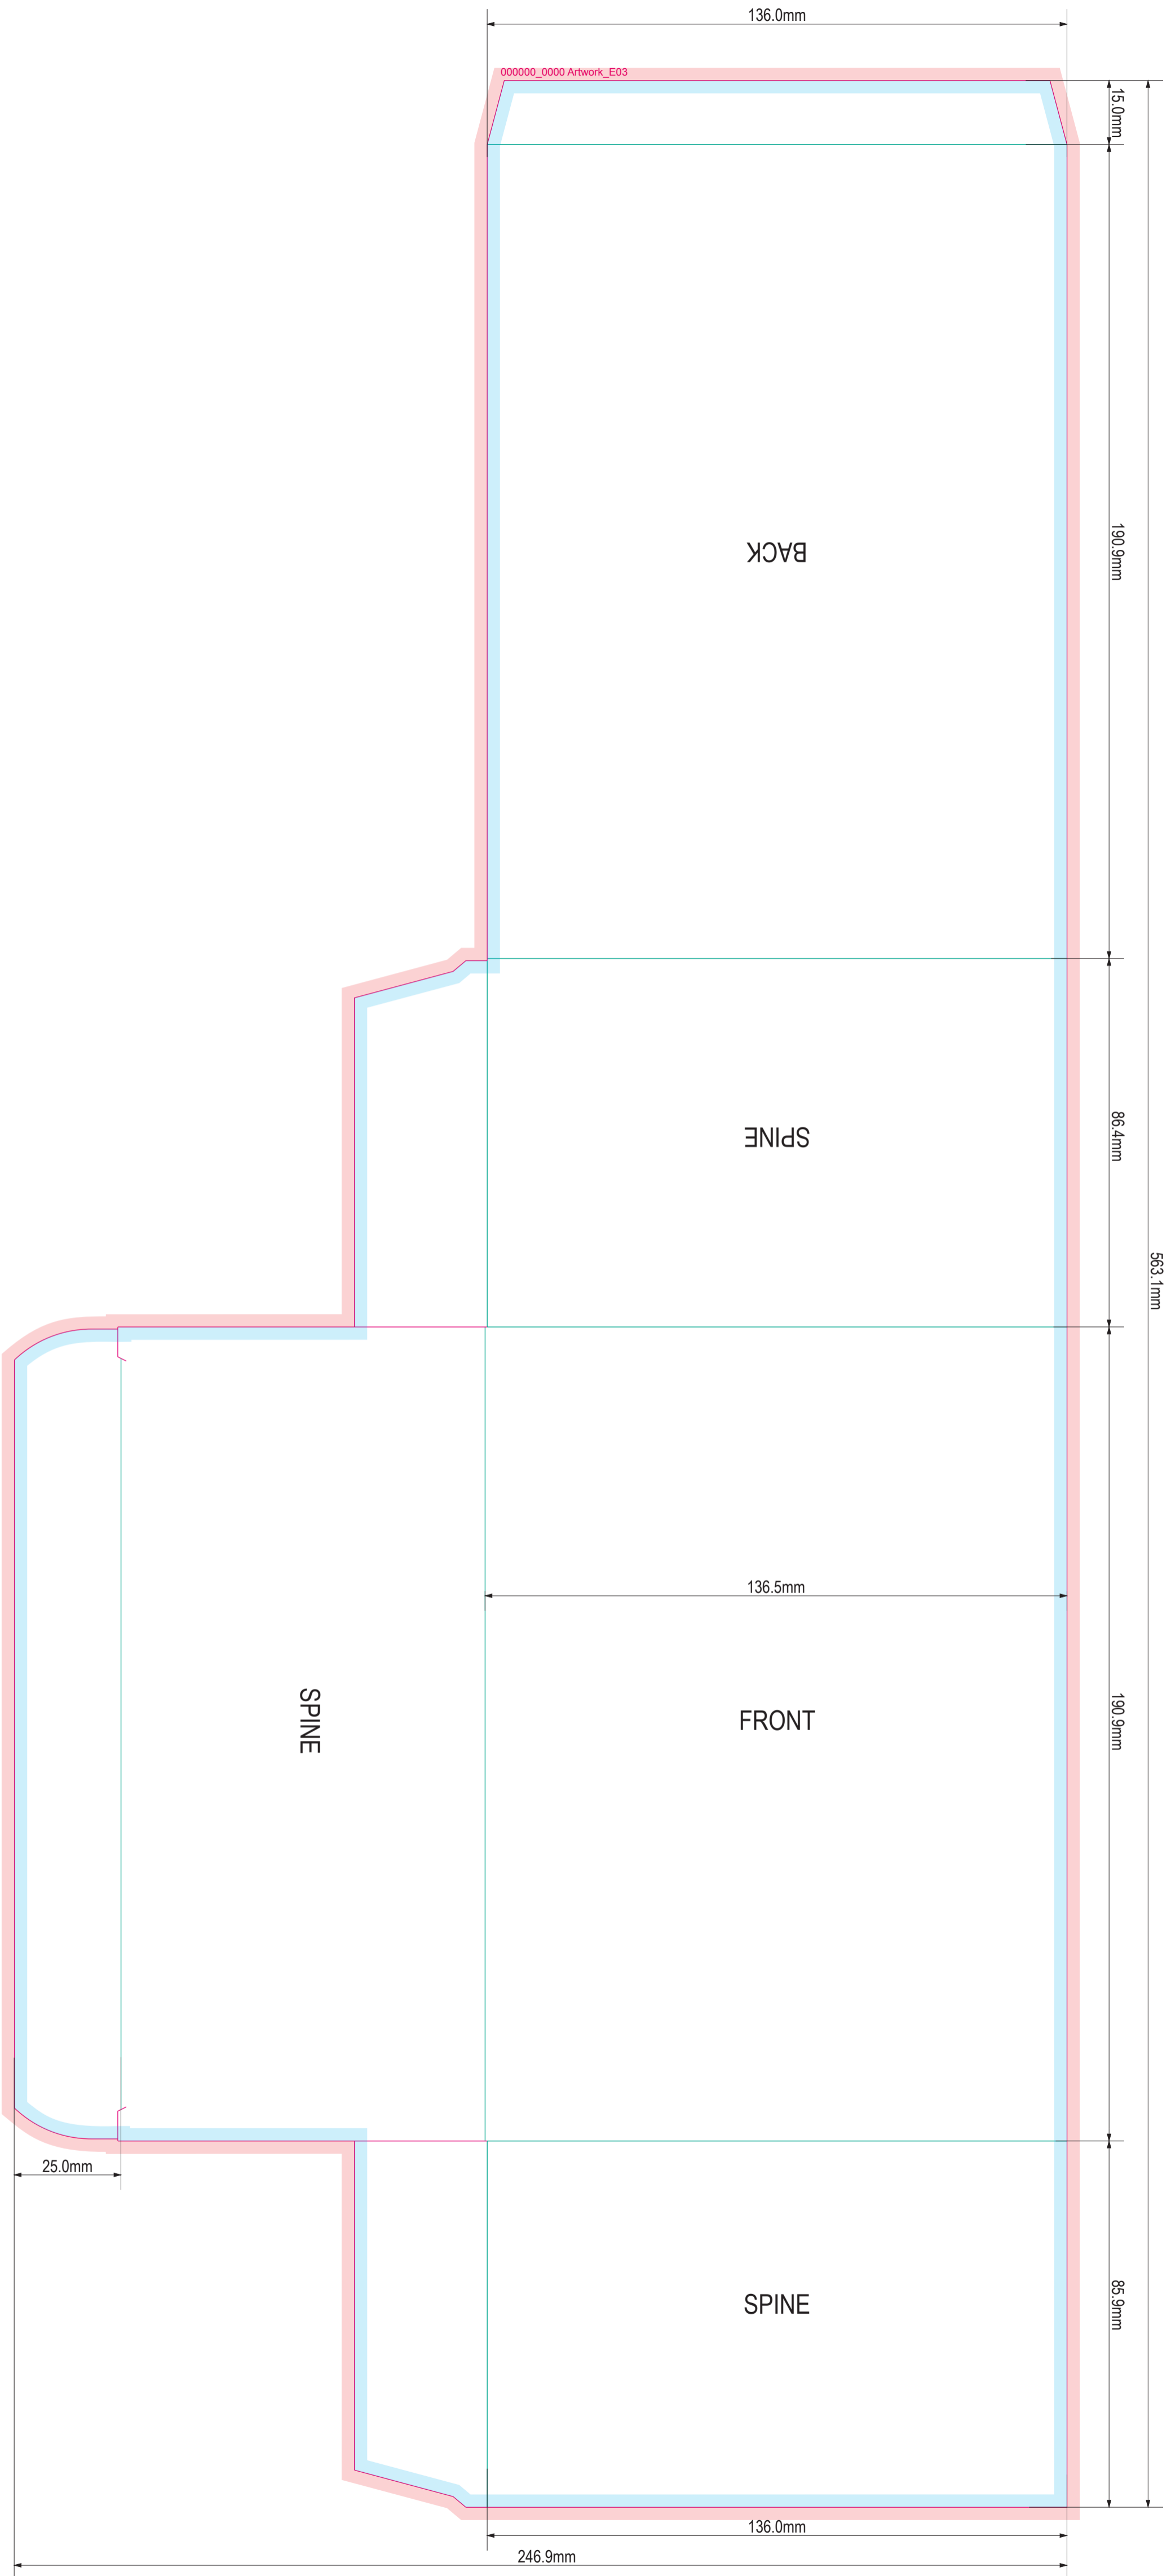 136.0mm
000000_0000 Artwork_E03
15.0mm
BACK
190.9mm
SPINE
86.4mm
563.1mm
136.5mm
SPINE
FRONT
190.9mm
25.0mm
SPINE
85.9mm
136.0mm
246.9mm